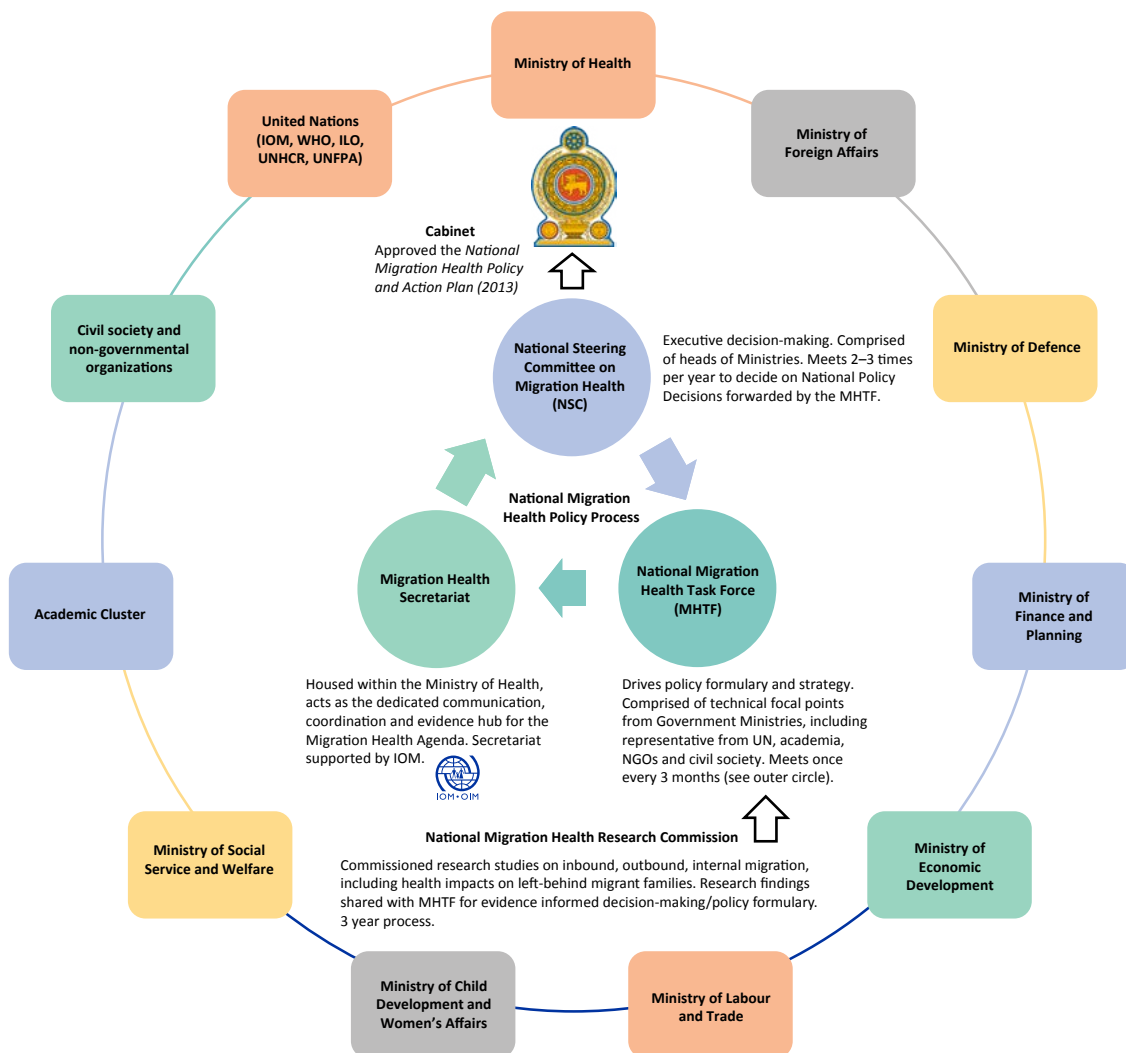 Ministry of Health
United Nations
(IOM, WHO, ILO,
UNHCR, UNFPA)
Ministry of
Foreign Affairs
Cabinet
Approved the National
Migration Health Policy
and Action Plan (2013)
Civil society and
non-governmental
organizations
National Steering
Committee on
Migration Health
(NSC)
Executive decision-making. Comprised
of heads of Ministries. Meets 2–3 times
per year to decide on National Policy
Decisions forwarded by the MHTF.
Ministry of Defence
National Migration
Health Policy Process
Academic Cluster
Migration Health
Secretariat
National Migration
Health Task Force
(MHTF)
Ministry of
Finance and
Planning
Housed within the Ministry of Health,
acts as the dedicated communication,
coordination and evidence hub for the
Migration Health Agenda. Secretariat
supported by IOM.
IOM•OIM
Drives policy formulary and strategy.
Comprised of technical focal points
from Government Ministries, including
representative from UN, academia,
NGOs and civil society. Meets once
every 3 months (see outer circle).
National Migration Health Research Commission
Commissioned research studies on inbound, outbound, internal migration,
including health impacts on left-behind migrant families. Research findings
shared with MHTF for evidence informed decision-making/policy formulary.
3 year process.
Ministry of Social
Service and Welfare
Ministry of
Economic
Development
Ministry of Child
Development and
Women's Affairs
Ministry of Labour
and Trade